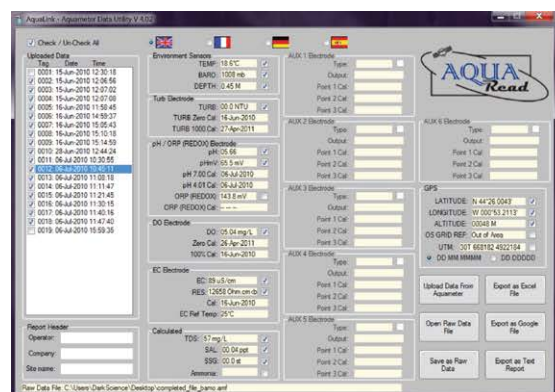 AquaLink - Aquameter Data Utility V 4.02
Check / Un-Check All
Uploaded Data
Tag Date Time
0001: 15-Jun-2010 12:30:18
0002: 15-Jun-2010 12:06:56
0003: 15-Jun-2010 12:07:02
0004: 15-Jun-2010 12:07:08
0005: 16-Jun-2010 11:58:45
0006: 16-Jun-2010 14:59:37
0007: 16-Jun-2010 15:05:43
0008: 16-Jun-2010 15:10:18
0009: 16-Jun-2010 15:14:59
0010: 28-Jun-2010 12:44:24
0011: 06-Jul-2010 10:30:55
0012: 06-Jul-2010 10:45:11
0013: 06-Jul-2010 11:00:18
0014: 06-Jul-2010 11:11:47
0015: 06-Jul-2010 11:21:45
0016: 06-Jul-2010 11:30:15
0017: 06-Jul-2010 11:40:16
0018: 06-Jul-2010 11:47:40
0019: 06-Jul-2010 15:59:35
Report Header
Operator:
Company:
Site name:
Environment Sensors
TEMP: 18.6°C
BARO: 1008 mb
DEPTH: 0.45 M
Turb Electrode
TURB: 00.0 NTU
TURB Zero Cal: 16-Jun-2010
TURB 1000 Cal: 27-Apr-2011
pH / ORP (REDOX) Electrode
pH: 05.66
pHmV: 65.5 mV
pH 7.00 Cal: 06-Jul-2010
pH 4.01 Cal: 06-Jul-2010
ORP (REDOX): 143.8 mV
ORP (REDOX) Cal: -- -- --
DO Electrode
DO: 05.04 mg/L
Zero Cal: 26-Apr-2011
100% Cal: 16-Jun-2010
EC Electrode
EC: 89 uS/cm
RES: 12658 Ohm.cm
Cal: 16-Jun-2010
EC Ref Temp: 25°C
Calculated
TDS: 57 mg/L
SAL: 00.04 ppt
SSG: 00.0 st
Ammonia:
AUX 1 Electrode
Type:
Output:
Point 1 Cal:
Point 2 Cal:
Point 3 Cal:
AUX 2 Electrode
Type:
Output:
Point 1 Cal:
Point 2 Cal:
Point 3 Cal:
AUX 3 Electrode
Type:
Output:
Point 1 Cal:
Point 2 Cal:
Point 3 Cal:
AUX 4 Electrode
Type:
Output:
Point 1 Cal:
Point 2 Cal:
Point 3 Cal:
AUX 5 Electrode
Type:
Output:
Point 1 Cal:
Point 2 Cal:
Point 3 Cal:
AQUA
Read
AUX 6 Electrode
Type:
Output:
Point 1 Cal:
Point 2 Cal:
Point 3 Cal:
GPS
LATITUDE: N 44°26.0043'
LONGITUDE: W 000°53.2113'
ALTITUDE: 00048 M
OS GRID REF: Out of Area
UTM: 30T 668182 4922184
DD MM.MMMM DD.DDDDD
Upload Data From Aquameter
Export as Excel File
Open Raw Data File
Export as Google File
Save as Raw Data
Export as Text Report
Raw Data File: C:\Users\DarkScience\Desktop\completed_file_bamo.amf